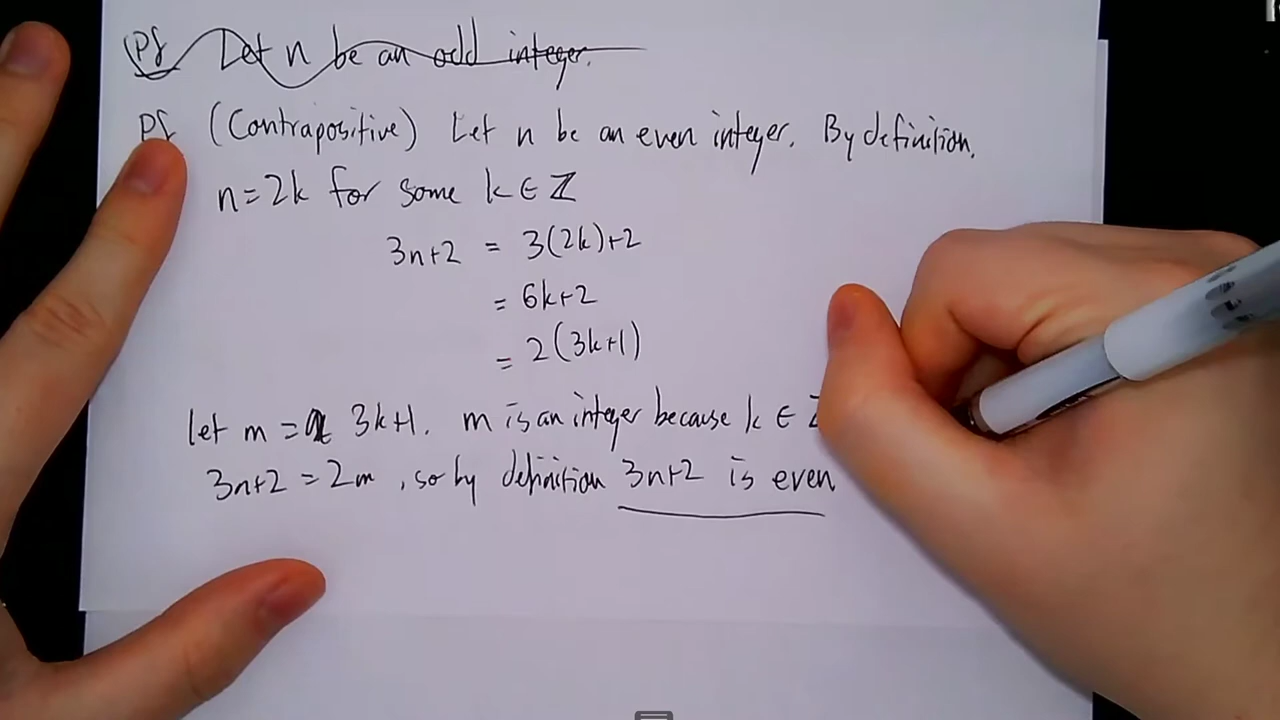 Pf Let n be an odd integer.
Pf (Contrapositive) Let n be an even integer. By definition,
n=2k for some k ∈ ℤ
3n+2 = 3(2k)+2
= 6k+2
= 2(3k+1)
let m = 3k+1. m is an integer because k ∈ ℤ
3n+2 = 2m, so by definition 3n+2 is even